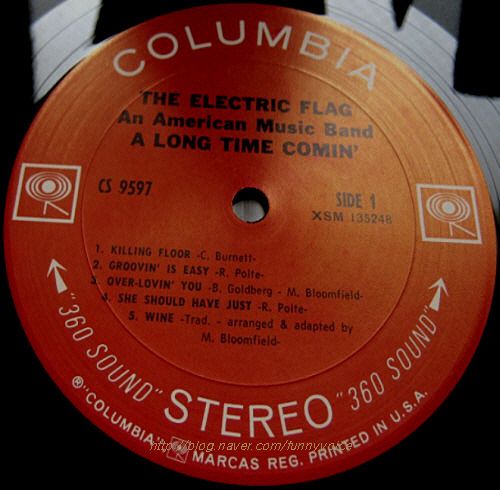 COLUMBIA
THE ELECTRIC FLAG
An American Music Band
A LONG TIME COMIN'
CS 9597
SIDE 1
XSM 135248
1. KILLING FLOOR -C. Burnett-
2. GROOVIN' IS EASY -R. Polte-
3. OVER-LOVIN' YOU -B. Goldberg - M. Bloomfield-
4. SHE SHOULD HAVE JUST -R. Polte-
5. WINE -Trad. - arranged & adapted by
M. Bloomfield-
"360 SOUND" STEREO "360 SOUND"
® "COLUMBIA" MARCAS REG. PRINTED IN U.S.A.
http://blog.naver.com/funnyvoice